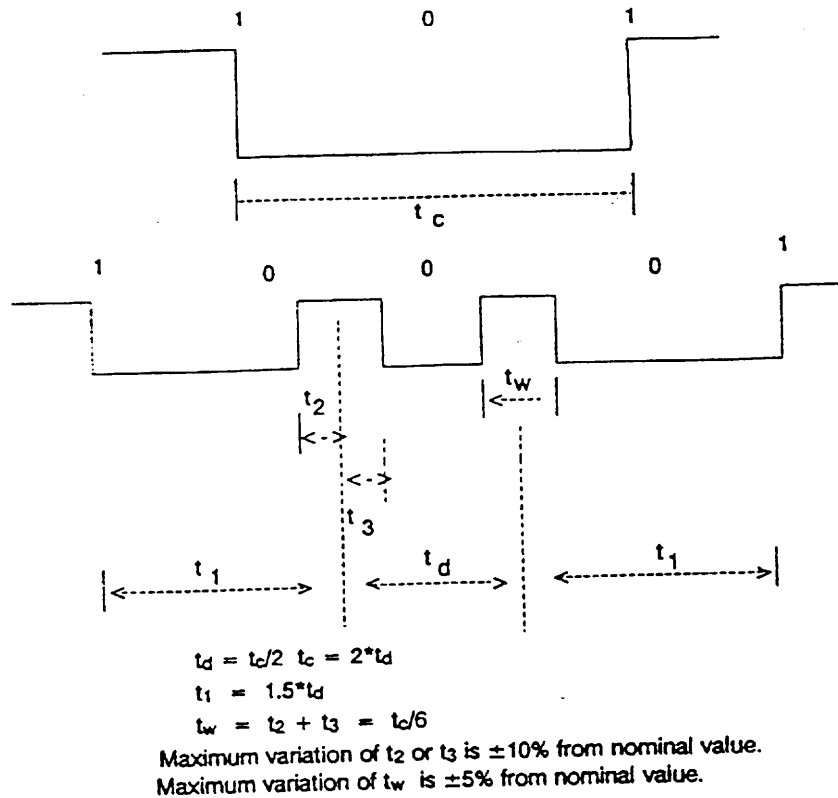 1 0 1
t c
1 0 0 0 1
t 2
t w
t 3
t 1 t d t 1
td = tc/2 tc = 2*td
t1 = 1.5*td
tw = t2 + t3 = tc/6
Maximum variation of t2 or t3 is ±10% from nominal value.
Maximum variation of tw is ±5% from nominal value.